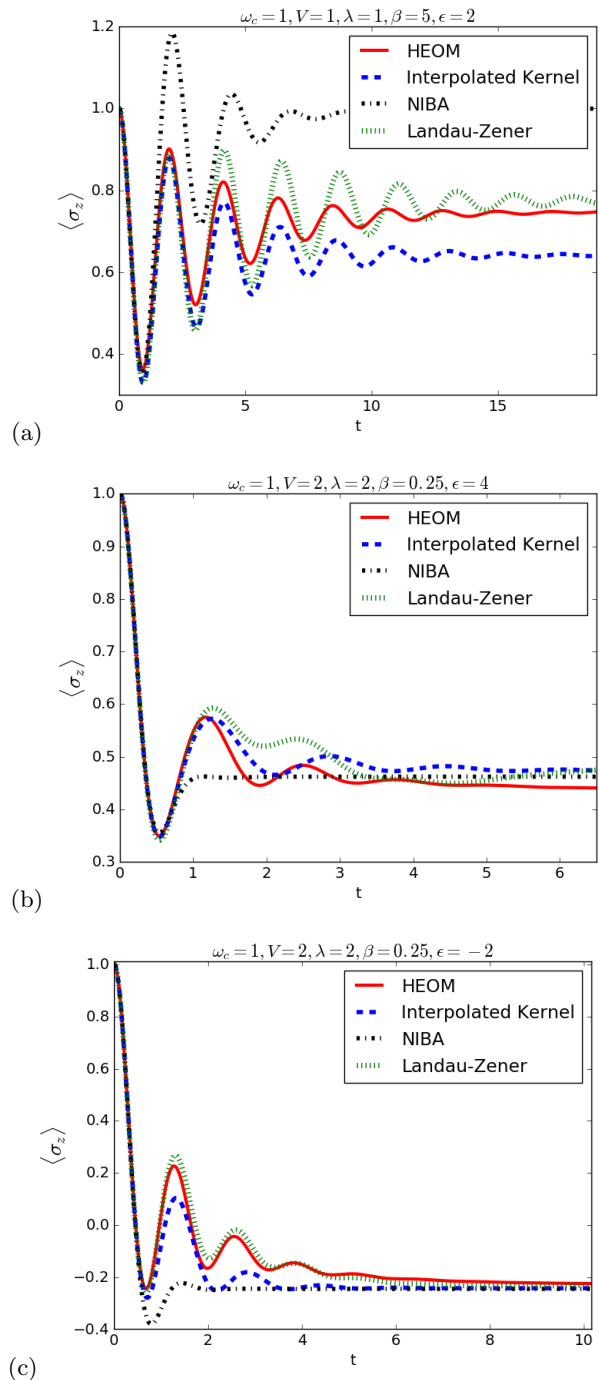 ω_c = 1, V = 1, λ = 1, β = 5, ϵ = 2
1.2
1.0
0.8
0.6
0.4
⟨σ_z⟩
HEOM
Interpolated Kernel
NIBA
Landau-Zener
0 5 10 15
t
(a)
ω_c = 1, V = 2, λ = 2, β = 0.25, ϵ = 4
1.0
0.9
0.8
0.7
0.6
0.5
0.4
0.3
⟨σ_z⟩
HEOM
Interpolated Kernel
NIBA
Landau-Zener
0 1 2 3 4 5 6
t
(b)
ω_c = 1, V = 2, λ = 2, β = 0.25, ϵ = −2
1.0
0.8
0.6
0.4
0.2
0.0
−0.2
−0.4
⟨σ_z⟩
HEOM
Interpolated Kernel
NIBA
Landau-Zener
0 2 4 6 8 10
t
(c)